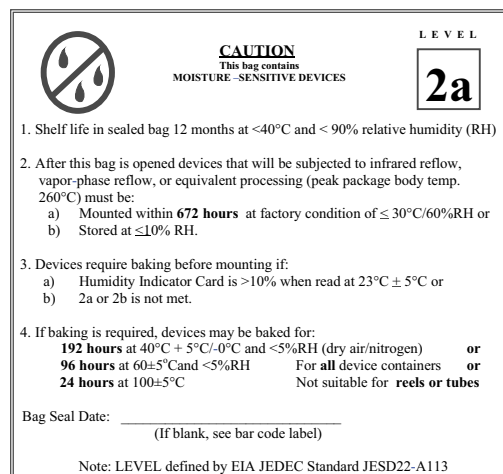 LEVEL
2a
CAUTION
This bag contains
MOISTURE –SENSITIVE DEVICES
1. Shelf life in sealed bag 12 months at <40°C and < 90% relative humidity (RH)
2. After this bag is opened devices that will be subjected to infrared reflow,
vapor-phase reflow, or equivalent processing (peak package body temp.
260°C) must be:
a) Mounted within 672 hours at factory condition of ≤ 30°C/60%RH or
b) Stored at ≤10% RH.
3. Devices require baking before mounting if:
a) Humidity Indicator Card is >10% when read at 23°C ± 5°C or
b) 2a or 2b is not met.
4. If baking is required, devices may be baked for:
192 hours at 40°C + 5°C/-0°C and <5%RH (dry air/nitrogen) or
96 hours at 60±5°Cand <5%RH For all device containers or
24 hours at 100±5°C Not suitable for reels or tubes
Bag Seal Date: ______________________________
(If blank, see bar code label)
Note: LEVEL defined by EIA JEDEC Standard JESD22-A113